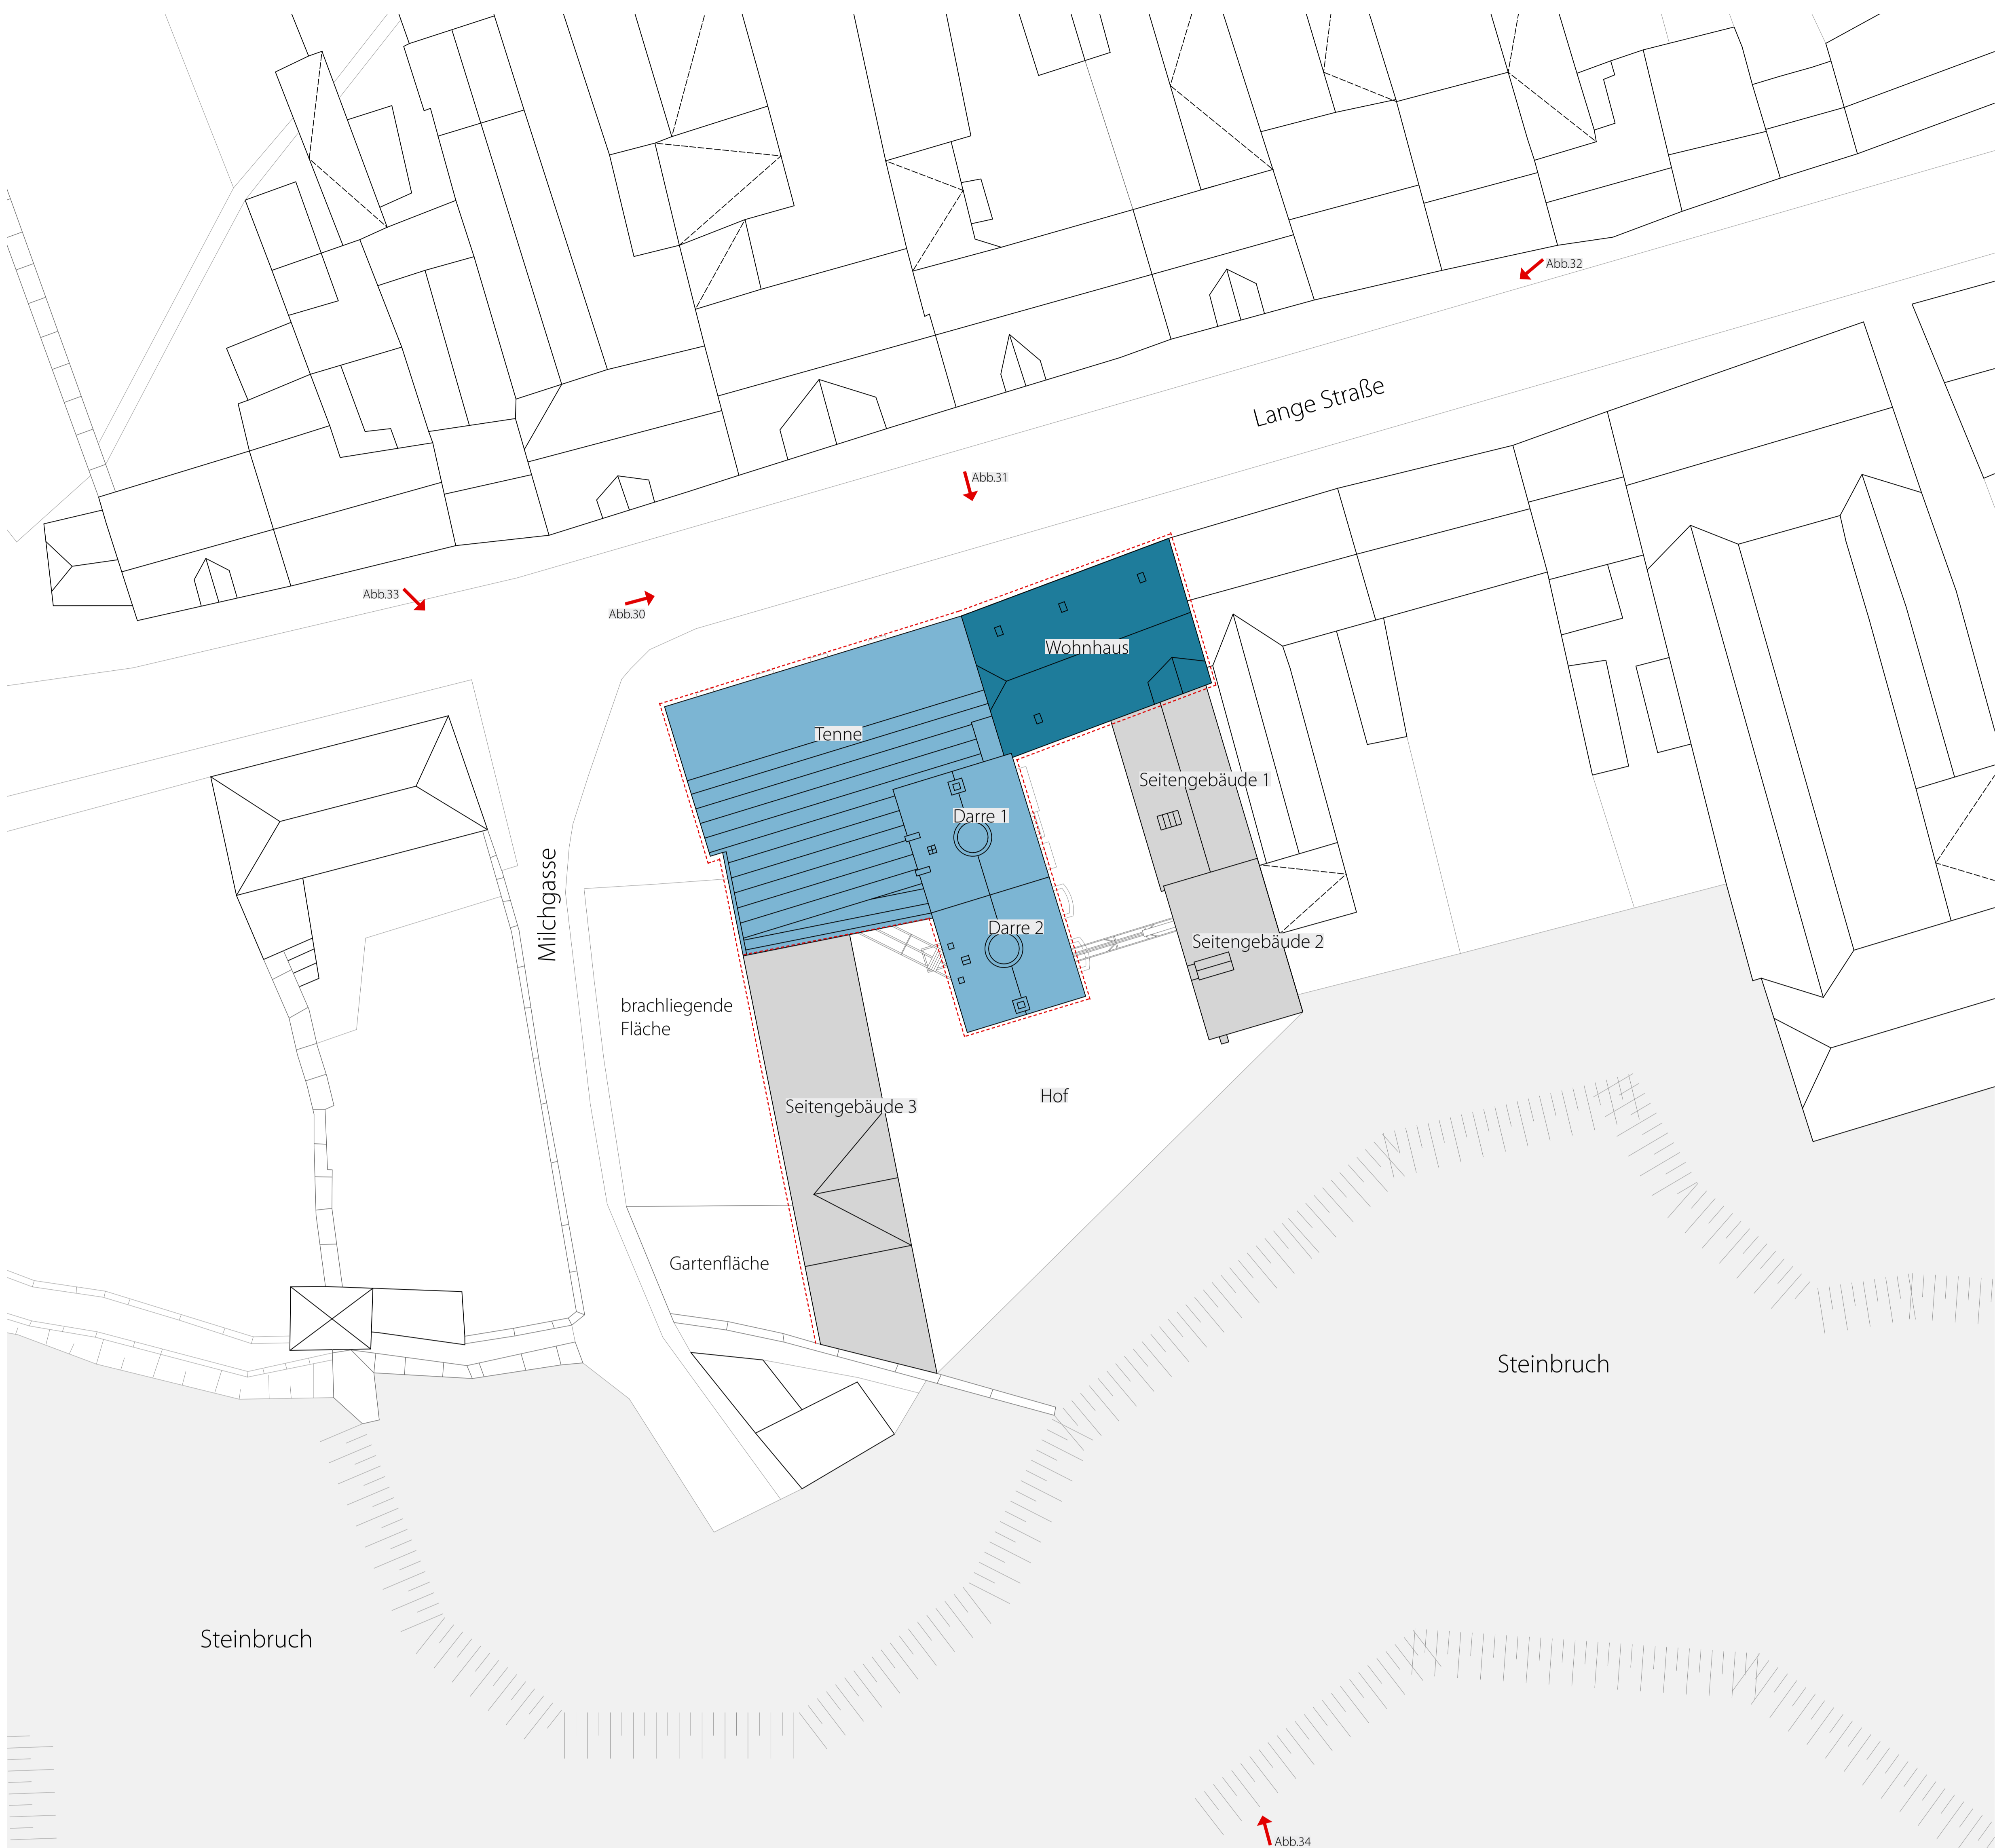 Abb.32
Lange Straße
Abb.31
Abb.33
Abb.30
Wohnhaus
Tenne
Seitengebäude 1
Darre 1
Milchgasse
Darre 2
Seitengebäude 2
brachliegende
Fläche
Hof
Seitengebäude 3
Gartenfläche
Steinbruch
Steinbruch
Abb.34